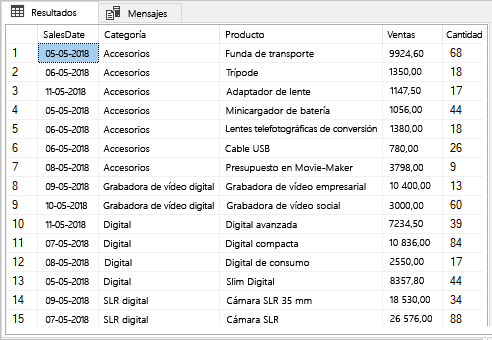 Resultados Mensajes
SalesDate Categoría Producto Ventas Cantidad
1 05-05-2018 Accesorios Funda de transporte 9924,60 68
2 06-05-2018 Accesorios Trípode 1350,00 18
3 11-05-2018 Accesorios Adaptador de lente 1147,50 17
4 05-05-2018 Accesorios Minicargador de batería 1056,00 44
5 06-05-2018 Accesorios Lentes telefotográficas de conversión 1380,00 18
6 06-05-2018 Accesorios Cable USB 780,00 26
7 08-05-2018 Accesorios Presupuesto en Movie-Maker 3798,00 9
8 09-05-2018 Grabadora de vídeo digital Grabadora de vídeo empresarial 10 400,00 13
9 10-05-2018 Grabadora de vídeo digital Grabadora de vídeo social 3000,00 60
10 11-05-2018 Digital Digital avanzada 7234,50 39
11 07-05-2018 Digital Digital compacta 10 836,00 84
12 08-05-2018 Digital Digital de consumo 2550,00 17
13 05-05-2018 Digital Slim Digital 8357,80 44
14 09-05-2018 SLR digital Cámara SLR 35 mm 18 530,00 34
15 07-05-2018 SLR digital Cámara SLR 26 576,00 88